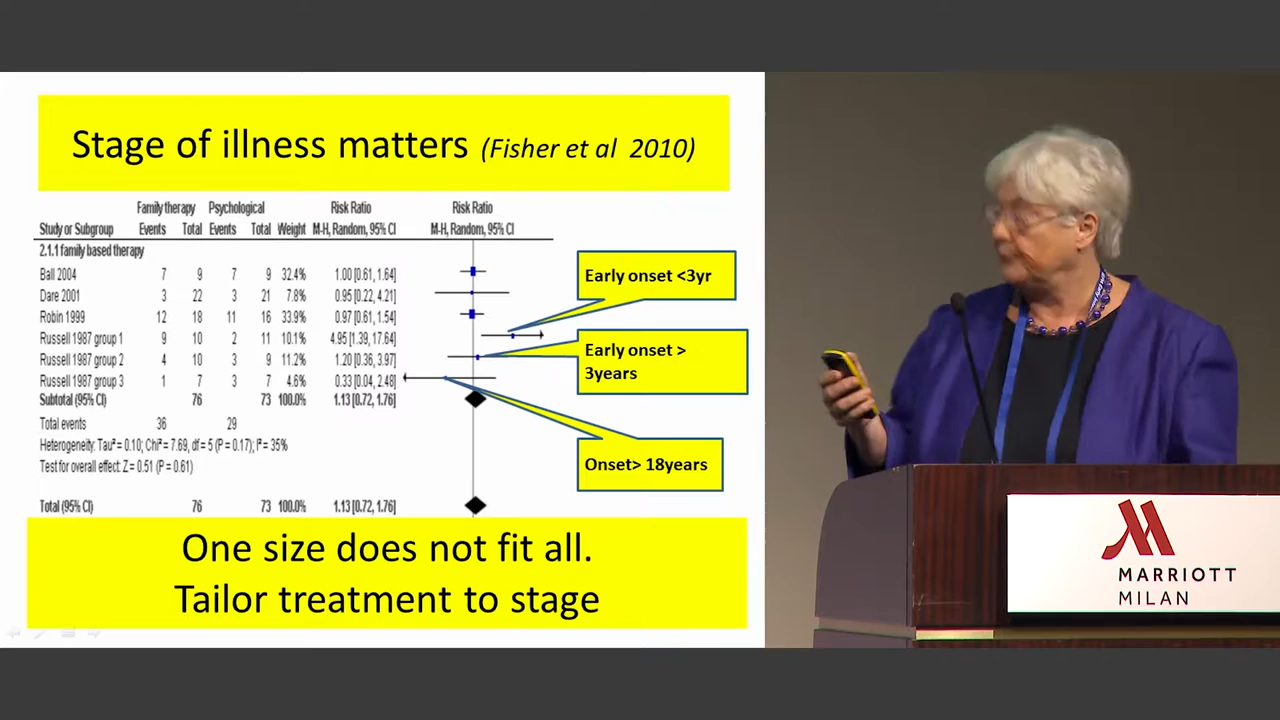 Stage of illness matters (Fisher et al 2010)
Family therapy Psychological Risk Ratio Risk Ratio
Study or Subgroup Events Total Events Total Weight M-H, Random, 95% CI M-H, Random, 95% CI
2.1.1 family based therapy
Ball 2004 7 9 7 9 32.4% 1.00 [0.61, 1.64]
Dare 2001 3 22 3 21 7.8% 0.95 [0.22, 4.21]
Robin 1999 12 18 11 16 33.9% 0.97 [0.61, 1.54]
Russell 1987 group 1 9 10 2 11 10.1% 4.95 [1.39, 17.64]
Russell 1987 group 2 4 10 3 9 11.2% 1.20 [0.36, 3.97]
Russell 1987 group 3 1 7 3 7 4.6% 0.33 [0.04, 2.48]
Subtotal (95% CI) 76 73 100.0% 1.13 [0.72, 1.76]
Total events 36 29
Heterogeneity: Tau² = 0.10; Chi² = 7.69, df = 5 (P = 0.17); I² = 35%
Test for overall effect: Z = 0.51 (P = 0.61)
Total (95% CI) 76 73 100.0% 1.13 [0.72, 1.76]
Early onset <3yr
Early onset >
3years
Onset> 18years
One size does not fit all.
Tailor treatment to stage
MARRIOTT
MILAN